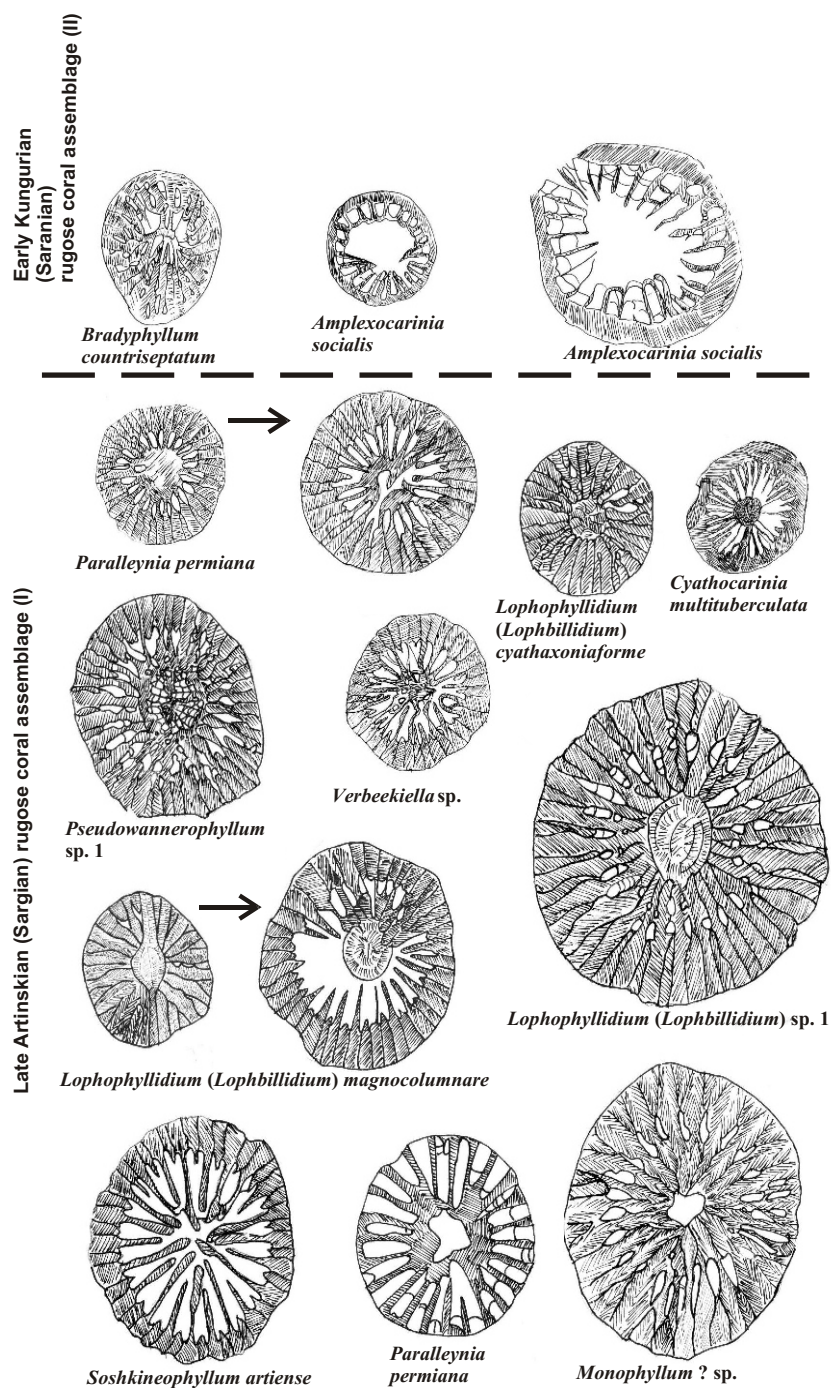 Early Kungurian
(Saranian)
rugose coral assemblage (II)
Bradyphyllum
countriseptatum
Amplexocarinia
socialis
Amplexocarinia socialis
Late Artinskian (Sargian) rugose coral assemblage (I)
Paralleynia permiana
Lophophyllidium
(Lophbillidium)
cyathaxoniaforme
Cyathocarinia
multituberculata
Pseudowannerophyllum
sp. 1
Verbeekiella sp.
Lophophyllidium (Lophbillidium) sp. 1
Lophophyllidium (Lophbillidium) magnocolumnare
Soshkineophyllum artiense
Paralleynia
permiana
Monophyllum ? sp.